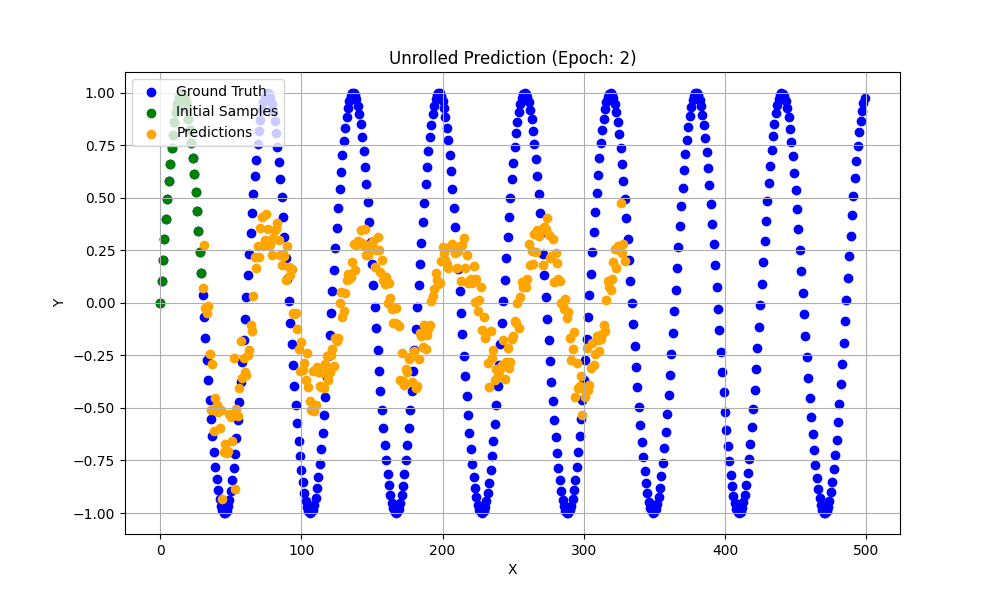 Unrolled Prediction (Epoch: 2)
Ground Truth
Initial Samples
Predictions
1.00
0.75
0.50
0.25
0.00
−0.25
−0.50
−0.75
−1.00
Y
0 100 200 300 400 500
X